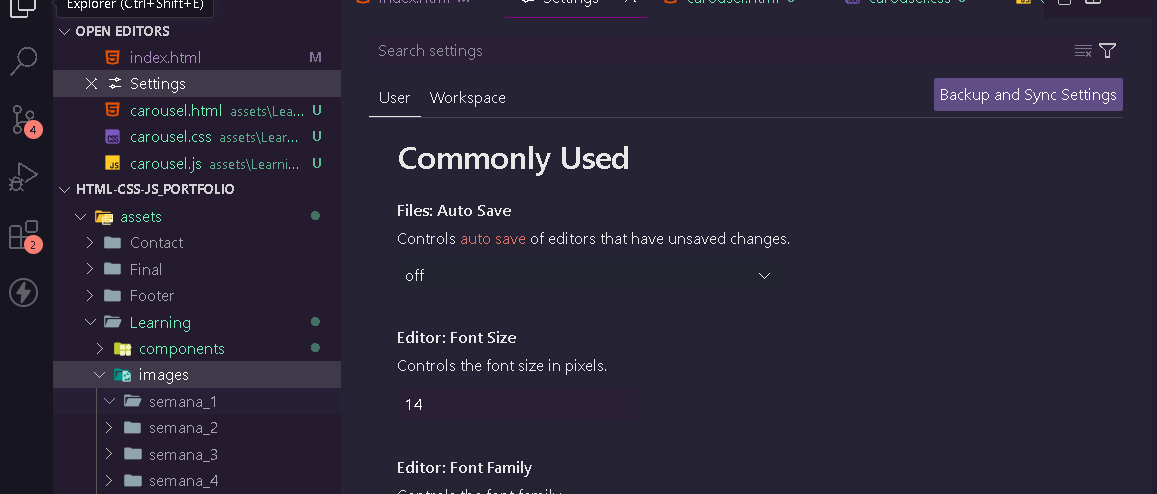 Explorer (Ctrl+Shift+E)
index.html M
Settings
carousel.html U
carousel.css U
OPEN EDITORS
index.html M
Settings
carousel.html assets\Lea... U
carousel.css assets\Lear... U
carousel.js assets\Learni... U
HTML-CSS-JS_PORTFOLIO
assets
Contact
Final
Footer
Learning
components
images
semana_1
semana_2
semana_3
semana_4
4
2
Search settings
User
Workspace
Backup and Sync Settings
Commonly Used
Files: Auto Save
Controls auto save of editors that have unsaved changes.
off
Editor: Font Size
Controls the font size in pixels.
14
Editor: Font Family
Controls the font family.